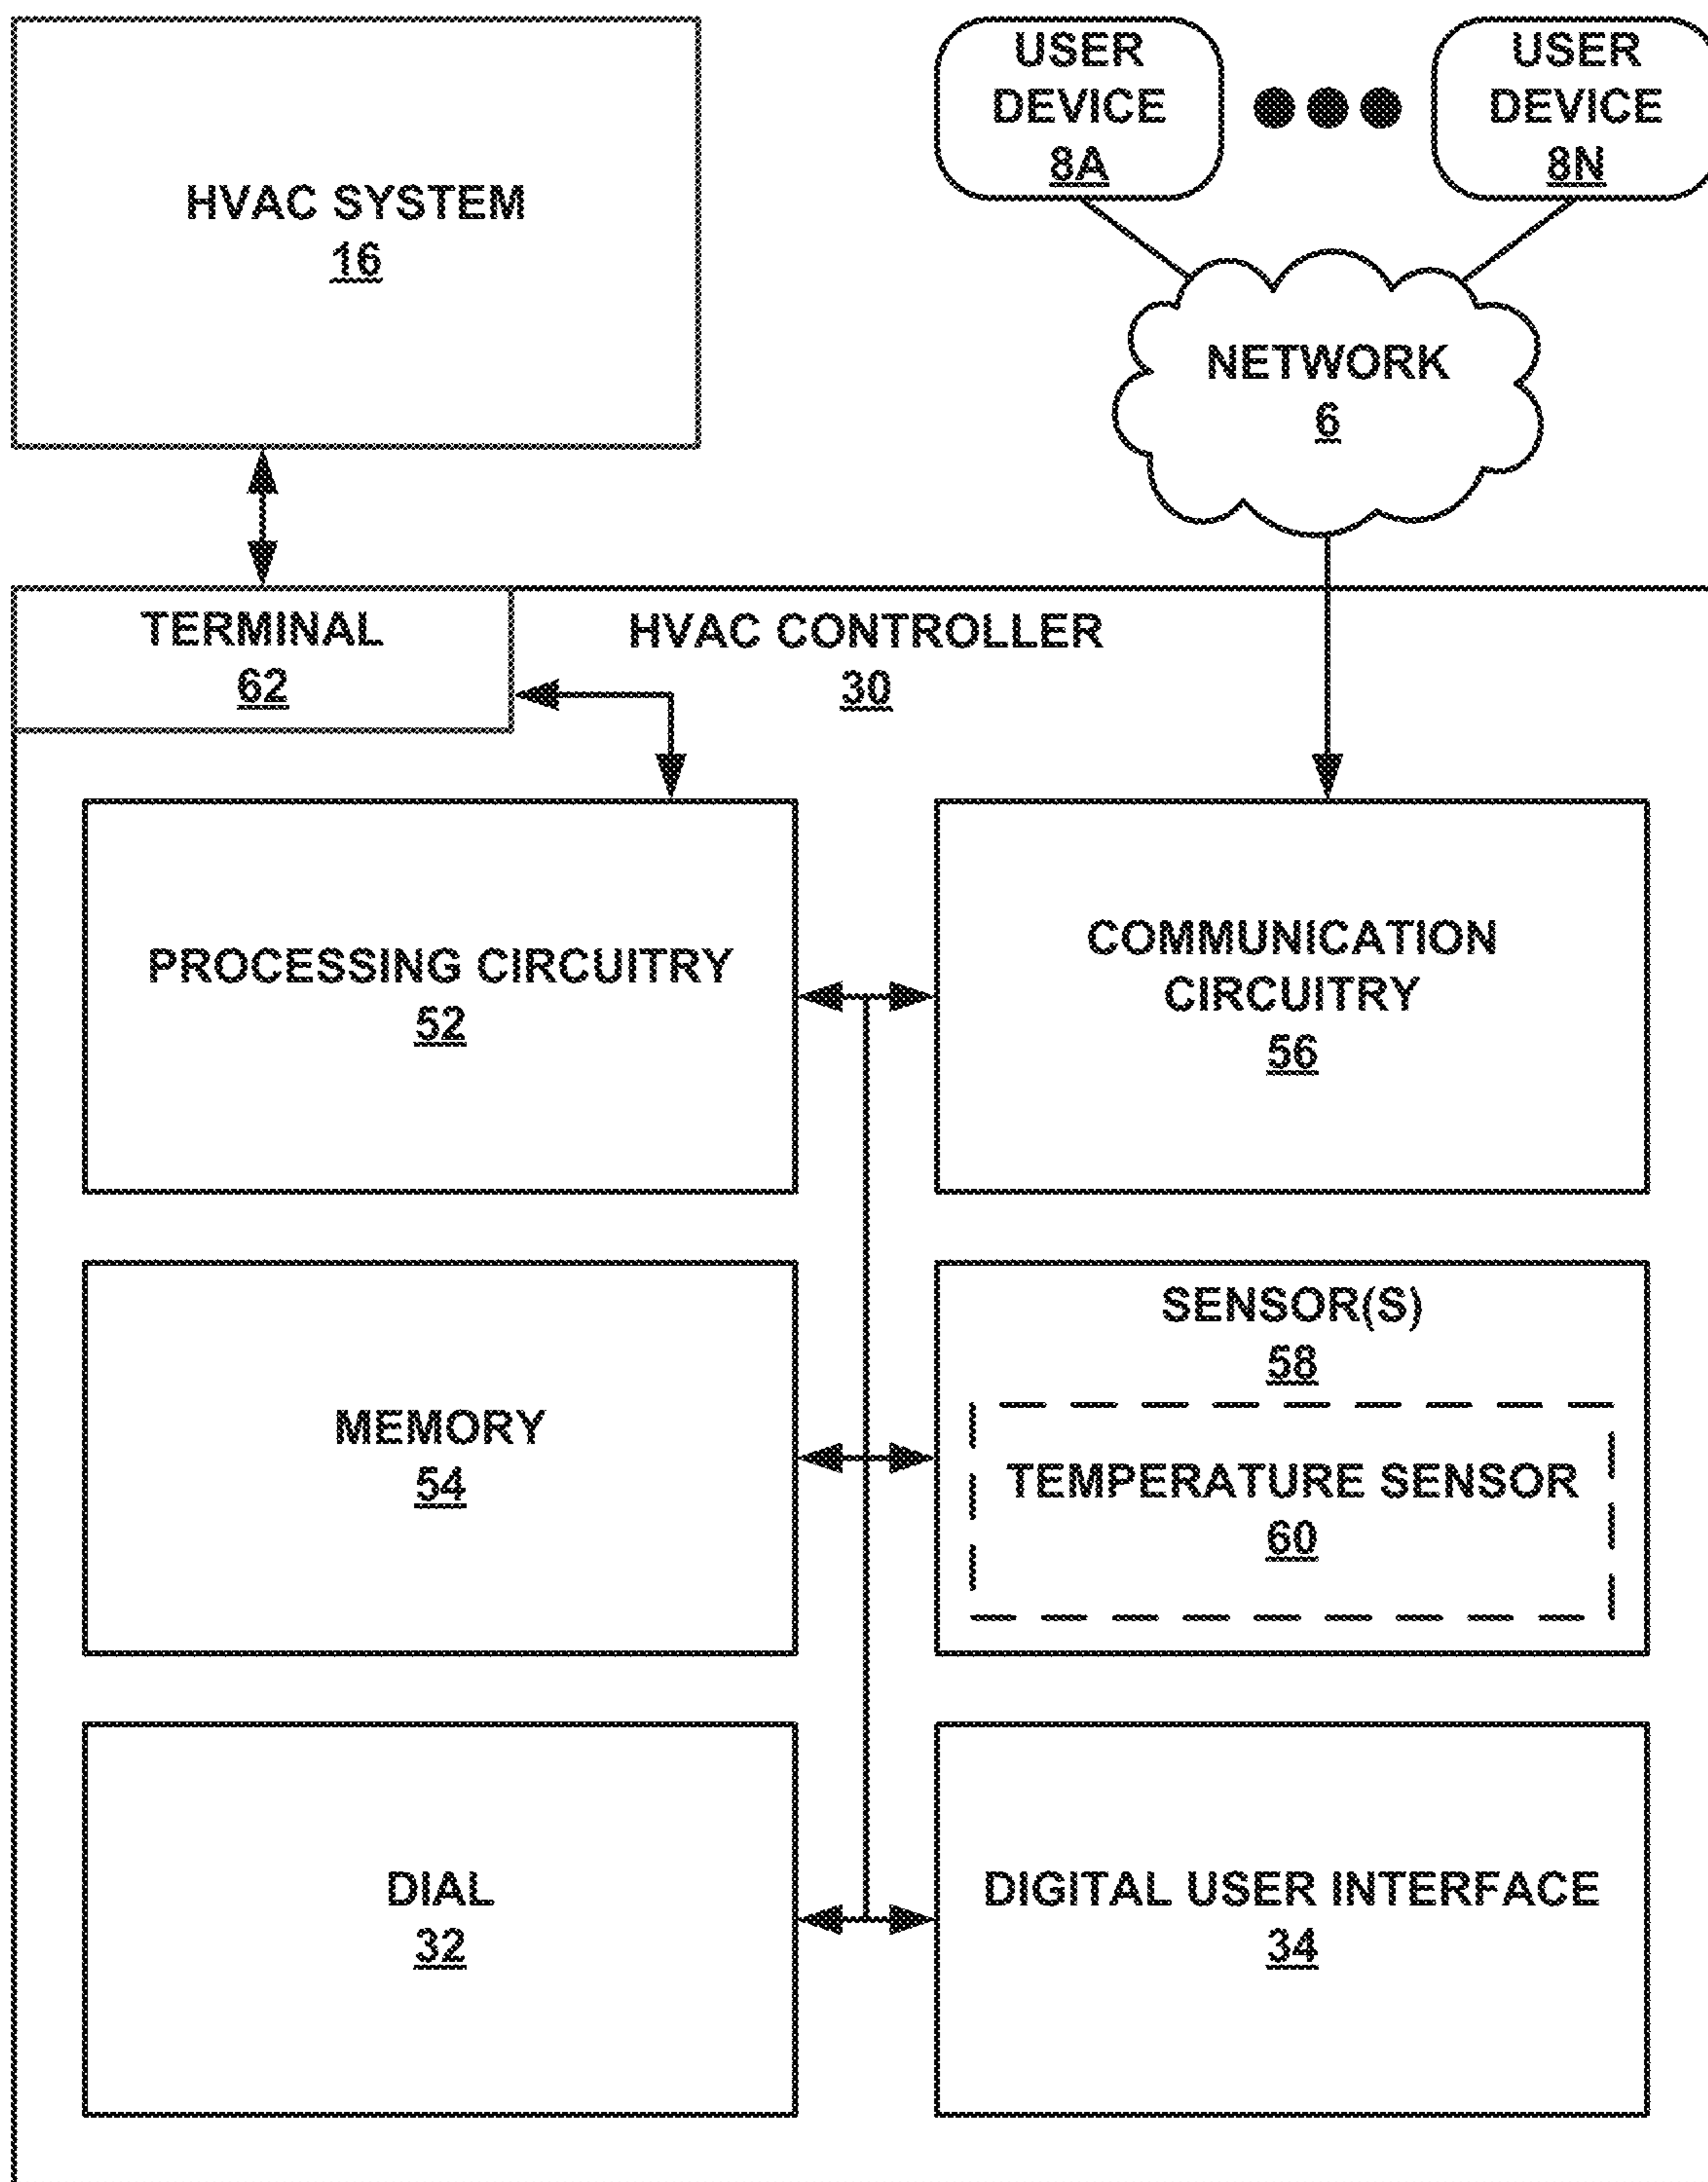 HVAC SYSTEM
16
USER
DEVICE
8A
USER
DEVICE
8N
NETWORK
6
TERMINAL
62
HVAC CONTROLLER
30
PROCESSING CIRCUITRY
52
COMMUNICATION
CIRCUITRY
56
MEMORY
54
SENSOR(S)
58
TEMPERATURE SENSOR
60
DIAL
32
DIGITAL USER INTERFACE
34